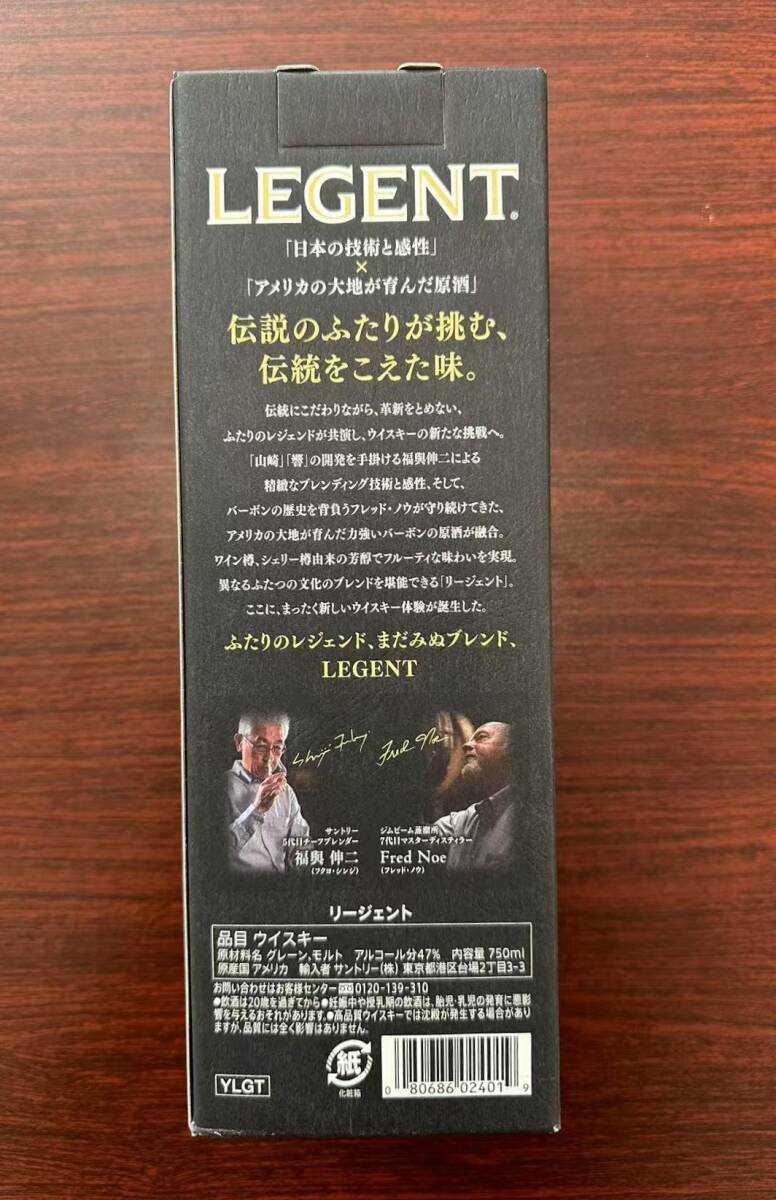 LEGENT®
「日本の技術と感性」
×
「アメリカの大地が育んだ原酒」
伝説のふたりが挑む、
伝統をこえた味。
伝統にこだわりながら、革新をとめない、
ふたりのレジェンドが共演し、ウイスキーの新たな挑戦へ。
「山崎」「響」の開発を手掛ける福與伸二による
精緻なブレンディング技術と感性、そして、
バーボンの歴史を背負うフレッド・ノウが守り続けてきた、
アメリカの大地が育んだ力強いバーボンの原酒が融合。
ワイン樽、シェリー樽由来の芳醇でフルーティな味わいを実現。
異なるふたつの文化のブレンドを堪能できる「リージェント」。
ここに、まったく新しいウイスキー体験が誕生した。
ふたりのレジェンド、まだみぬブレンド、
LEGENT
Fred Noe
サントリー
5代目チーフブレンダー
福與 伸二
(フクヨ・シンジ)
ジムビーム蒸溜所
7代目マスターディスティラー
Fred Noe
(フレッド・ノウ)
リージェント
品目 ウイスキー
原材料名 グレーン、モルト アルコール分47% 内容量 750ml
原産国 アメリカ 輸入者 サントリー(株) 東京都港区台場2丁目3-3
お問い合わせはお客様センター 0120-139-310
●飲酒は20歳を過ぎてから●妊娠中や授乳期の飲酒は、胎児・乳児の発育に悪影
響を与えるおそれがあります。●高品質ウイスキーでは沈殿が発生する場合があり
ますが、品質には全く影響はありません。
YLGT
紙
化粧箱
0 80686 02401 9